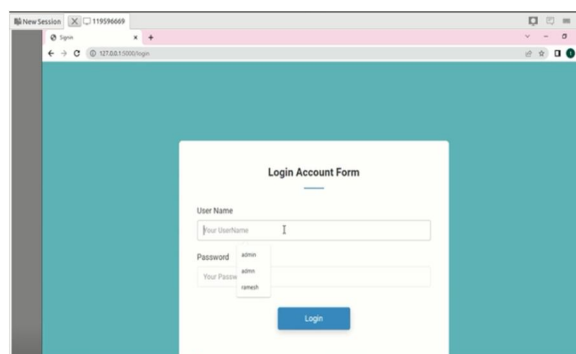 New Session 119596669
Signin
127.0.0.1:5000/login
Login Account Form
User Name
Your UserName
Password
admin
Your Passw
admn
ramesh
Login